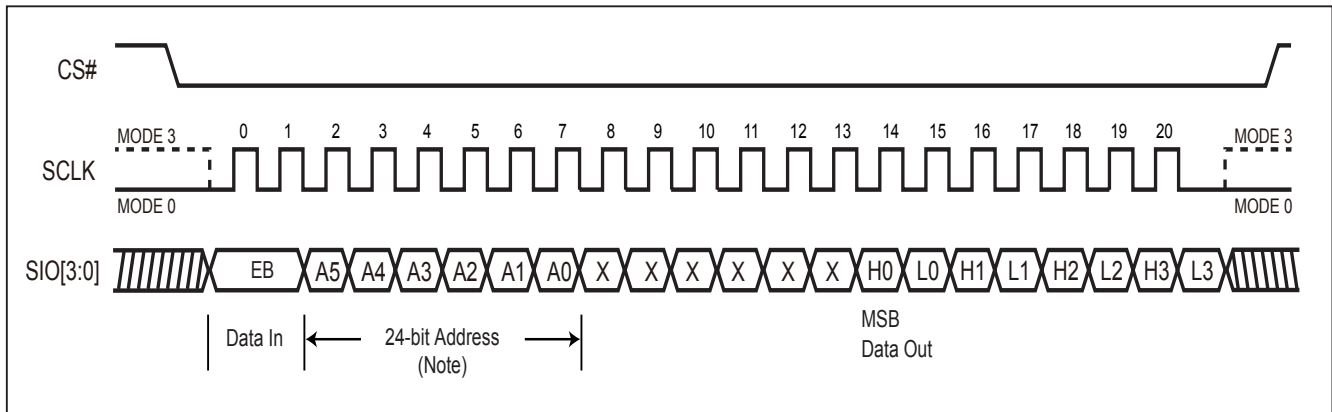 CS#
MODE 3
0 1 2 3 4 5 6 7 8 9 10 11 12 13 14 15 16 17 18 19 20
MODE 3
SCLK
MODE 0
MODE 0
SIO[3:0]
EB A5 A4 A3 A2 A1 A0 X X X X X X H0 L0 H1 L1 H2 L2 H3 L3
Data In
24-bit Address
(Note)
MSB
Data Out